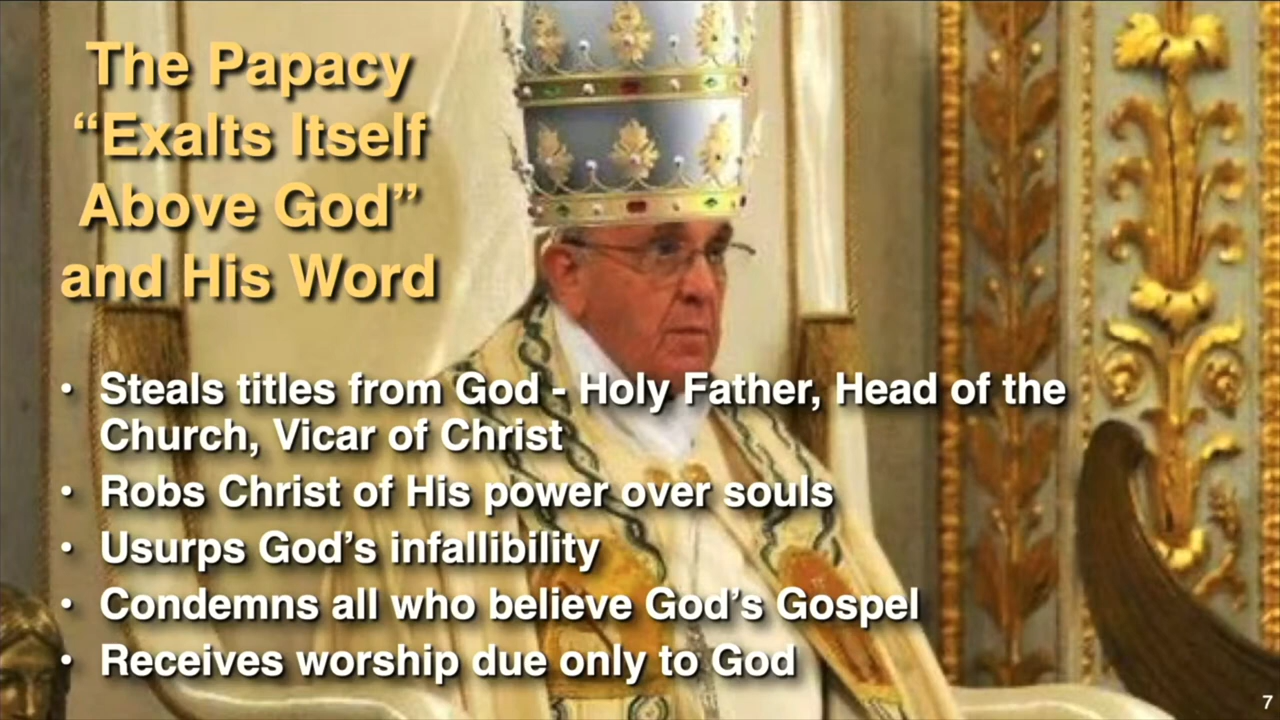 The Papacy
“Exalts Itself
Above God”
and His Word
• Steals titles from God - Holy Father, Head of the
Church, Vicar of Christ
• Robs Christ of His power over souls
• Usurps God’s infallibility
• Condemns all who believe God’s Gospel
• Receives worship due only to God
7